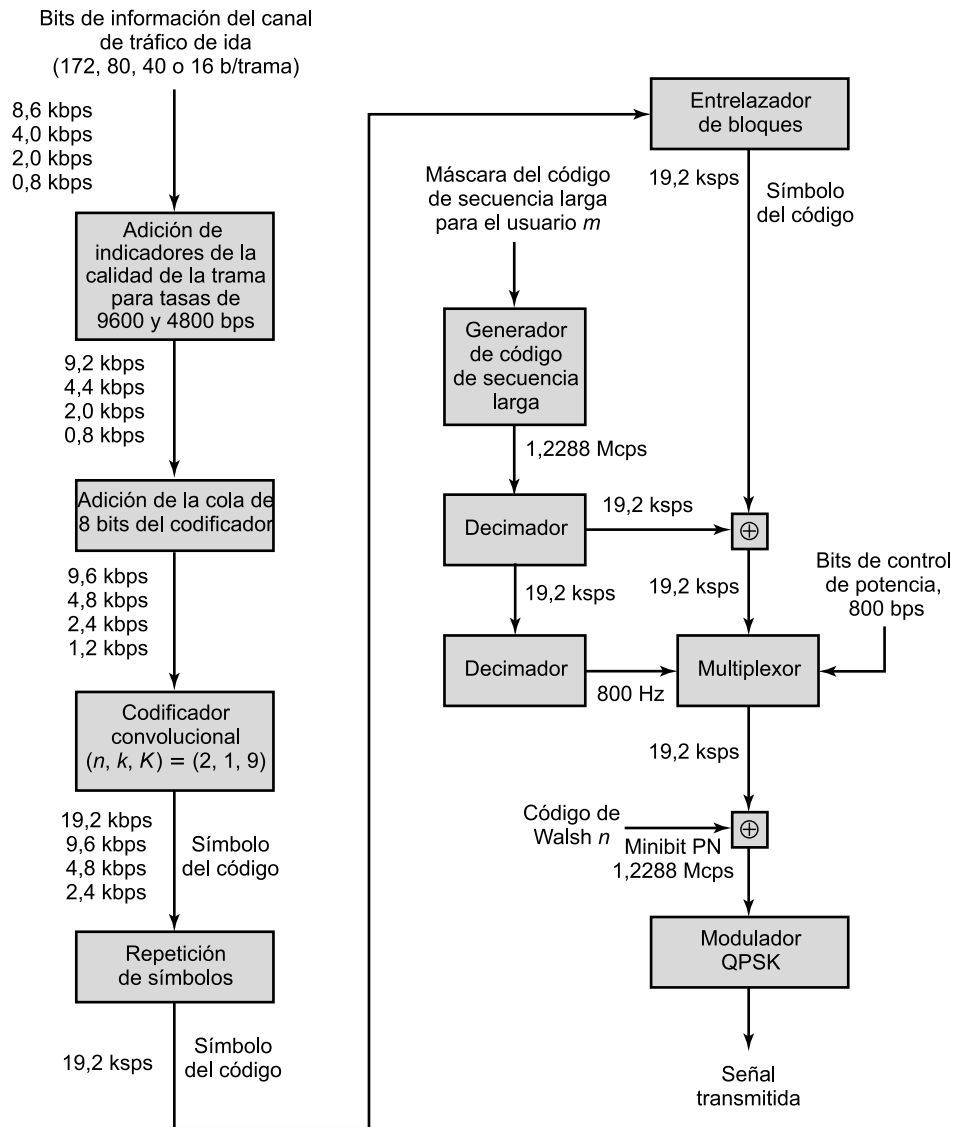 Bits de información del canal
de tráfico de ida
(172, 80, 40 o 16 b/trama)
8,6 kbps
4,0 kbps
2,0 kbps
0,8 kbps
Adición de
indicadores de la
calidad de la trama
para tasas de
9600 y 4800 bps
9,2 kbps
4,4 kbps
2,0 kbps
0,8 kbps
Adición de la cola de
8 bits del codificador
9,6 kbps
4,8 kbps
2,4 kbps
1,2 kbps
Codificador
convolucional
(n, k, K) = (2, 1, 9)
19,2 kbps
9,6 kbps
4,8 kbps
2,4 kbps
Símbolo
del código
Repetición
de símbolos
19,2 ksps
Símbolo
del código
Entrelazador
de bloques
19,2 ksps
Símbolo
del código
Máscara del código
de secuencia larga
para el usuario m
Generador
de código
de secuencia
larga
1,2288 Mcps
Decimador
19,2 ksps
⊕
19,2 ksps
19,2 ksps
Bits de control
de potencia,
800 bps
Decimador
800 Hz
Multiplexor
19,2 ksps
Código de
Walsh n
⊕
Minibit PN
1,2288 Mcps
Modulador
QPSK
Señal
transmitida